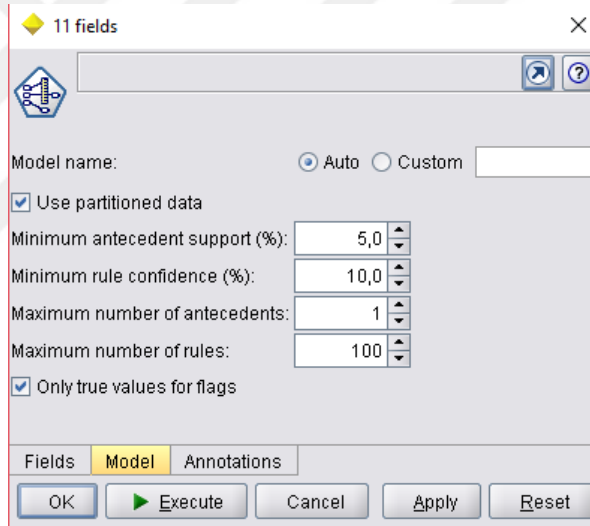 11 fields
Model name: Auto Custom
Use partitioned data
Minimum antecedent support (%): 5,0
Minimum rule confidence (%): 10,0
Maximum number of antecedents: 1
Maximum number of rules: 100
Only true values for flags
Fields Model Annotations
OK Execute Cancel Apply Reset